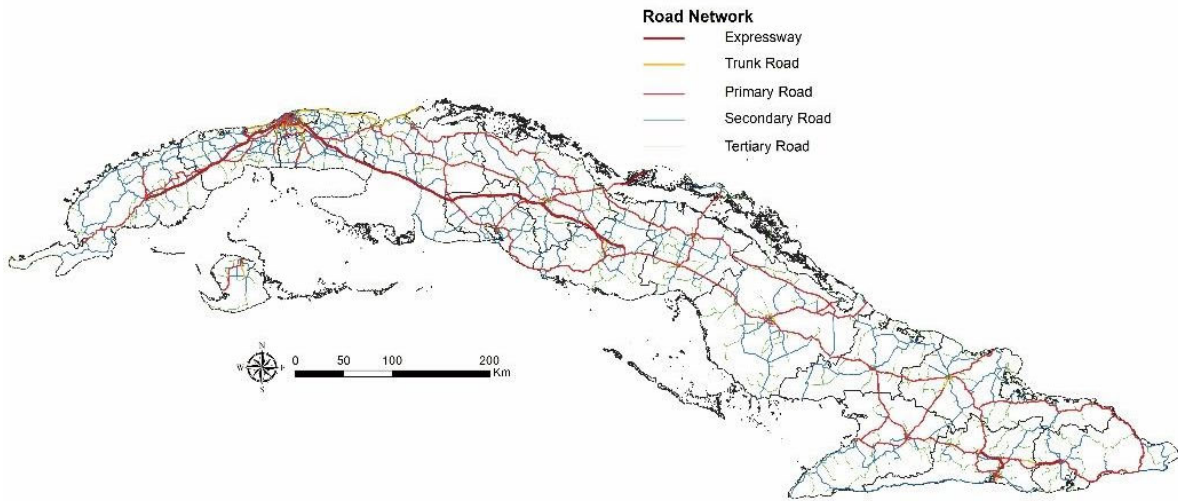 Road Network
Expressway
Trunk Road
Primary Road
Secondary Road
Tertiary Road
N
W E
S
0 50 100 200
Km